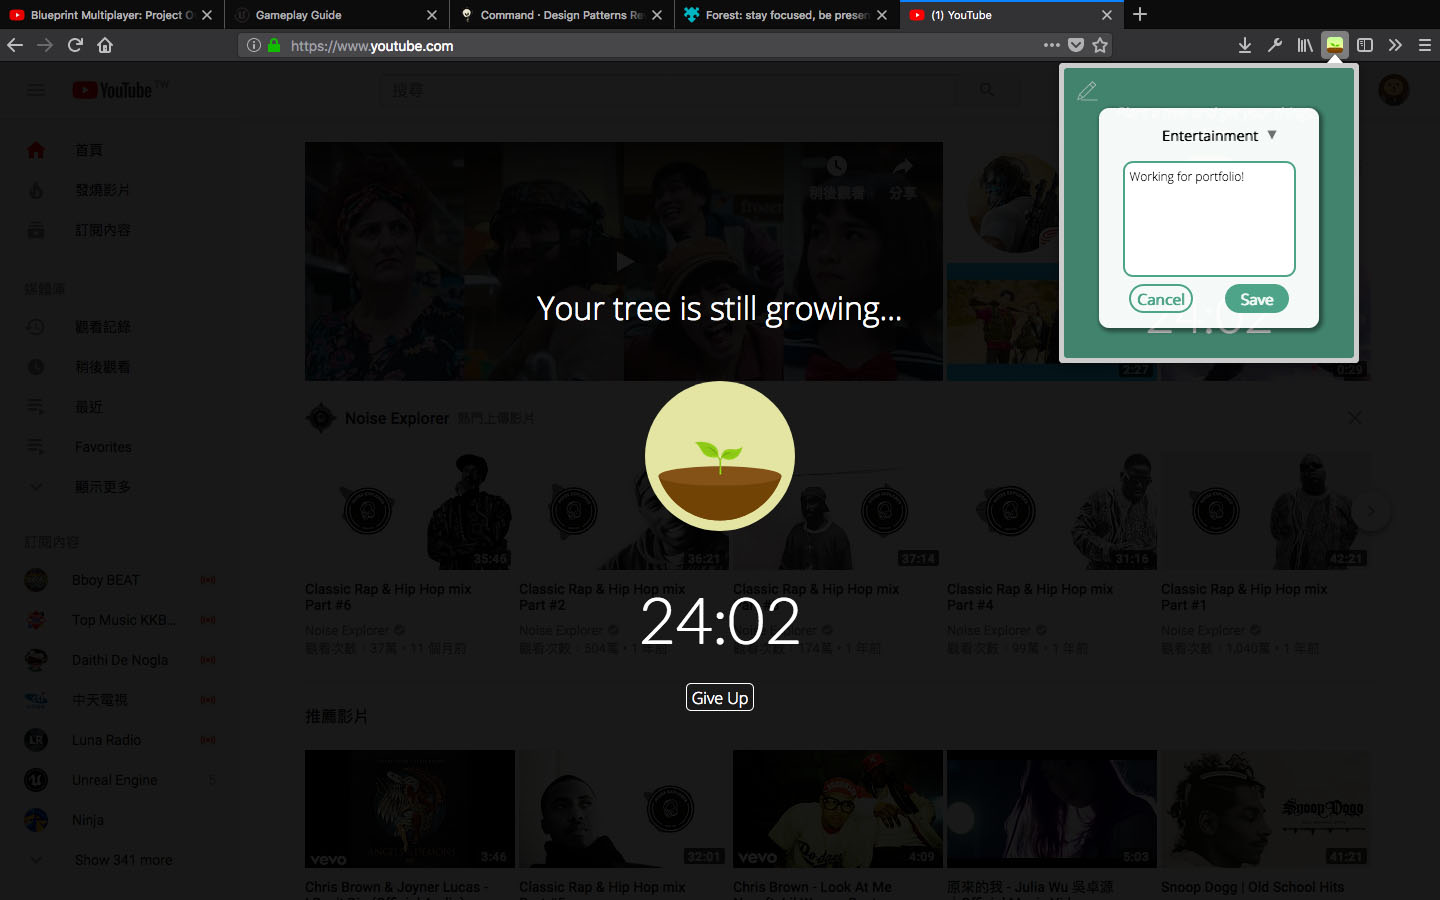 Blueprint Multiplayer: Project O
Gameplay Guide
Command · Design Patterns Re
Forest: stay focused, be presen
(1) YouTube
https://www.youtube.com
YouTube TW
搜尋
首頁
發燒影片
訂閱內容
媒體庫
觀看記錄
稍後觀看
最近
Favorites
顯示更多
訂閱內容
Bboy BEAT
Top Music KKB...
Daithi De Nogla
中天電視
Luna Radio
Unreal Engine 5
Ninja
Show 341 more
稍後觀看
分享
Entertainment
Working for portfolio!
Cancel
Save
24:02
2:27
0:29
Your tree is still growing...
24:02
Give Up
Noise Explorer 熱門上傳影片
35:46
36:21
37:14
31:16
42:21
Classic Rap & Hip Hop mix
Part #6
Noise Explorer
觀看次數：37萬・11 個月前
Classic Rap & Hip Hop mix
Part #2
Noise Explorer
觀看次數：504萬・1 年前
Classic Rap & Hip Hop mix
Part
Noise Explorer
174萬・1 年前
Classic Rap & Hip Hop mix
Part #4
Noise Explorer
觀看次數：99萬・1 年前
Classic Rap & Hip Hop mix
Part #1
Noise Explorer
觀看次數：1,040萬・1 年前
推薦影片
vevo
ANGELS & DEMONS
3:46
32:01
vevo
4:09
5:03
Snoop Dogg
41:21
Chris Brown & Joyner Lucas -
Classic Rap & Hip Hop mix
Chris Brown - Look At Me
原來的我 - Julia Wu 吳卓源
Snoop Dogg | Old School Hits